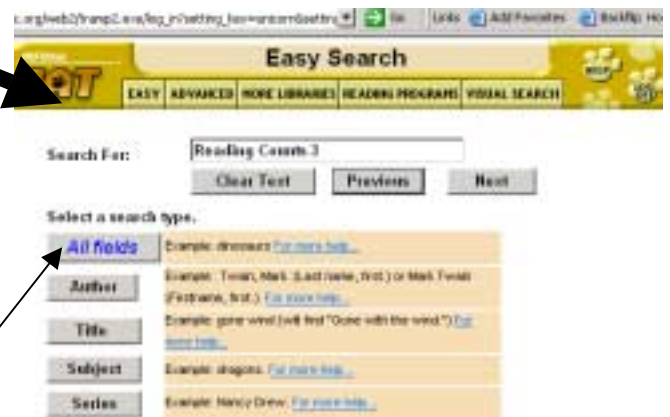 Go Links Add Favorites Backflip
Easy Search
HELP
EASY ADVANCED MORE LIBRARIES READING PROGRAMS VISUAL SEARCH
Search For: Reading Counts 3
Clear Text Previous Next
Select a search type.
All fields Example: dinosaurs For more help...
Author Example: Twain, Mark (Last name, first.) or Mark Twain
(Firstname, first.) For more help...
Title Example: gone wind (will find "Gone with the wind.") For
more help...
Subject Example: dragons. For more help...
Series Example: Nancy Drew. For more help...